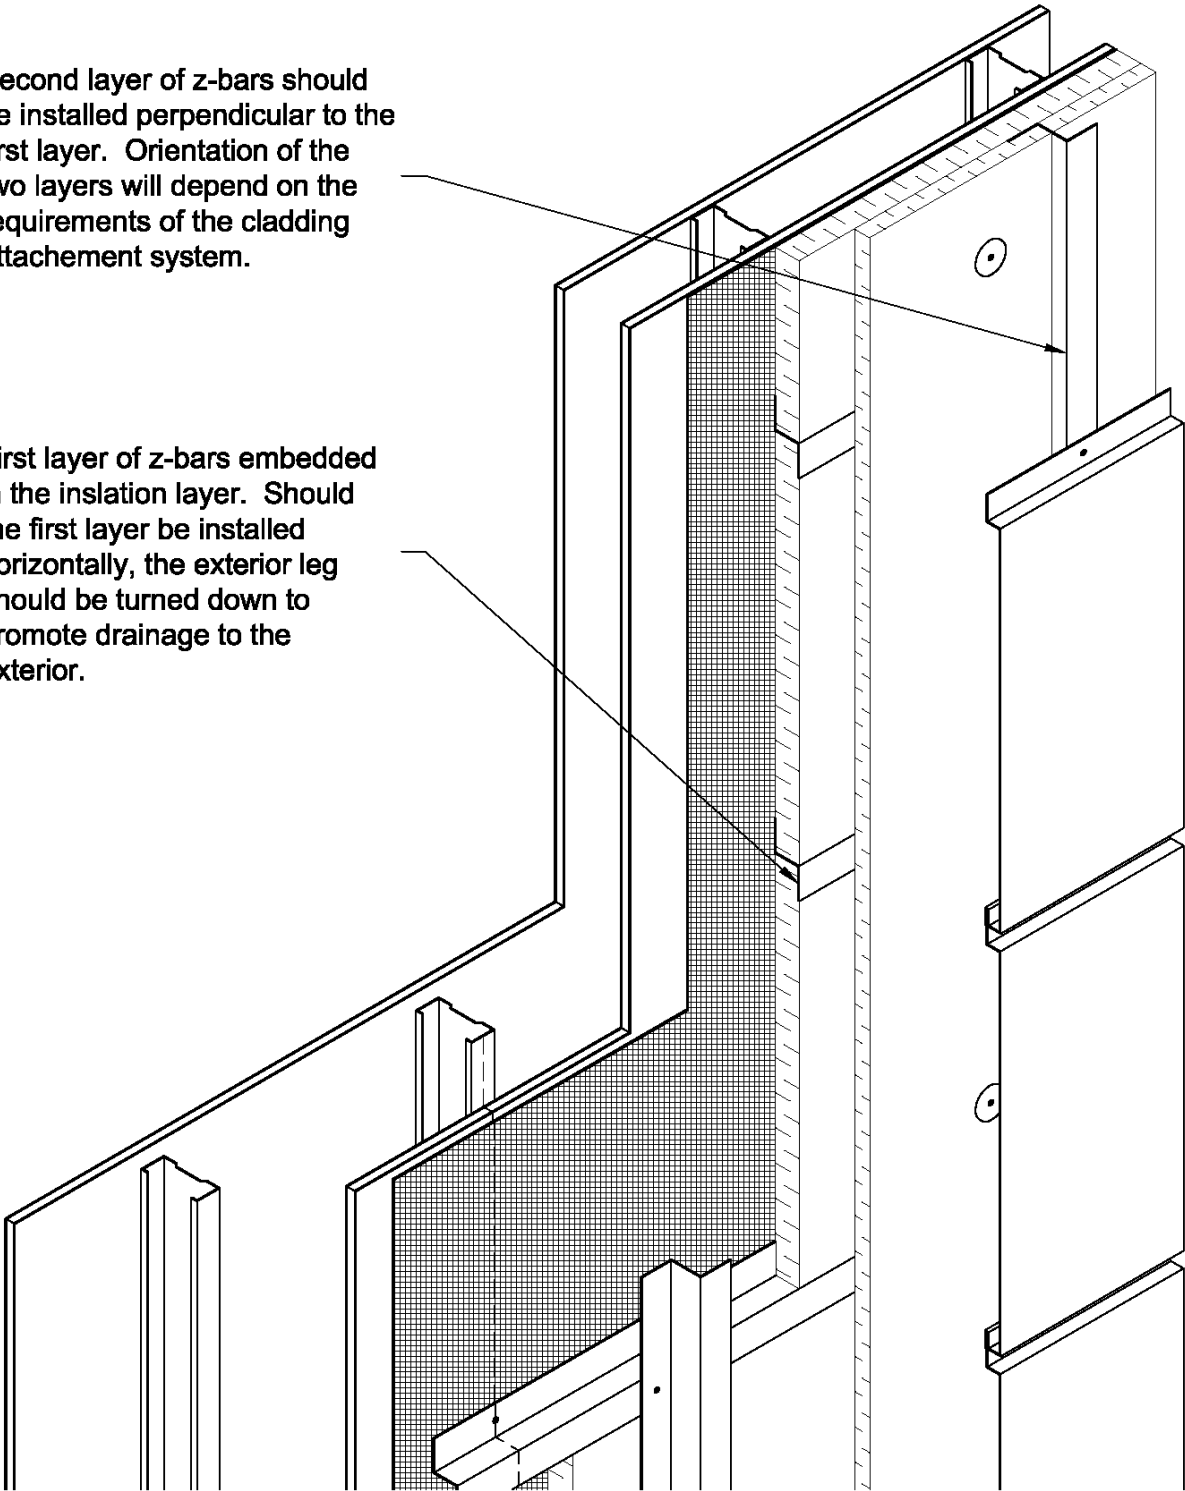 econd layer of z-bars should
e installed perpendicular to the
rst layer. Orientation of the
wo layers will depend on the
equirements of the cladding
ttachement system.
irst layer of z-bars embedded
the inslation layer. Should
he first layer be installed
orizontally, the exterior leg
hould be turned down to
romote drainage to the
xterior.